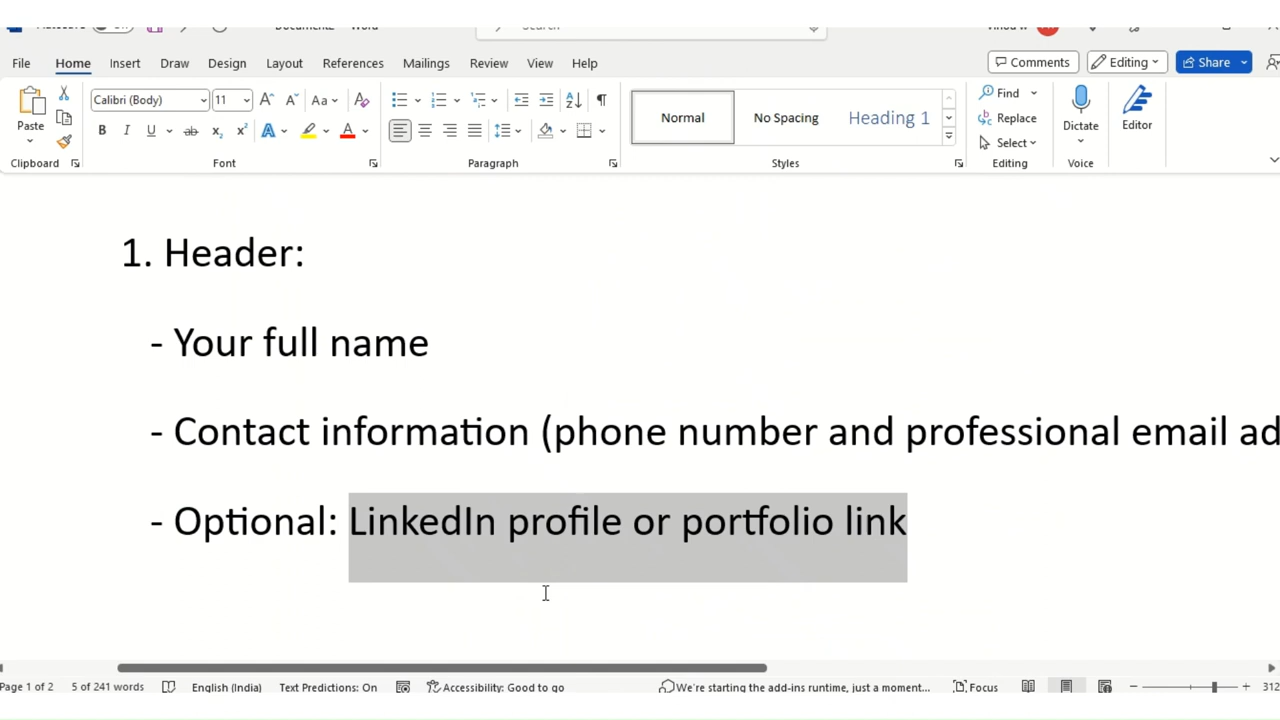 File Home Insert Draw Design Layout References Mailings Review View Help Comments Editing Share
Calibri (Body) 11 Aa Find
Paste Normal No Spacing Heading 1 Replace Dictate Editor
Select
Clipboard Font Paragraph Styles Editing Voice
1. Header:
- Your full name
- Contact information (phone number and professional email ad
- Optional: LinkedIn profile or portfolio link
Page 1 of 2 5 of 241 words English (India) Text Predictions: On Accessibility: Good to go We're starting the add-ins runtime, just a moment... Focus 312